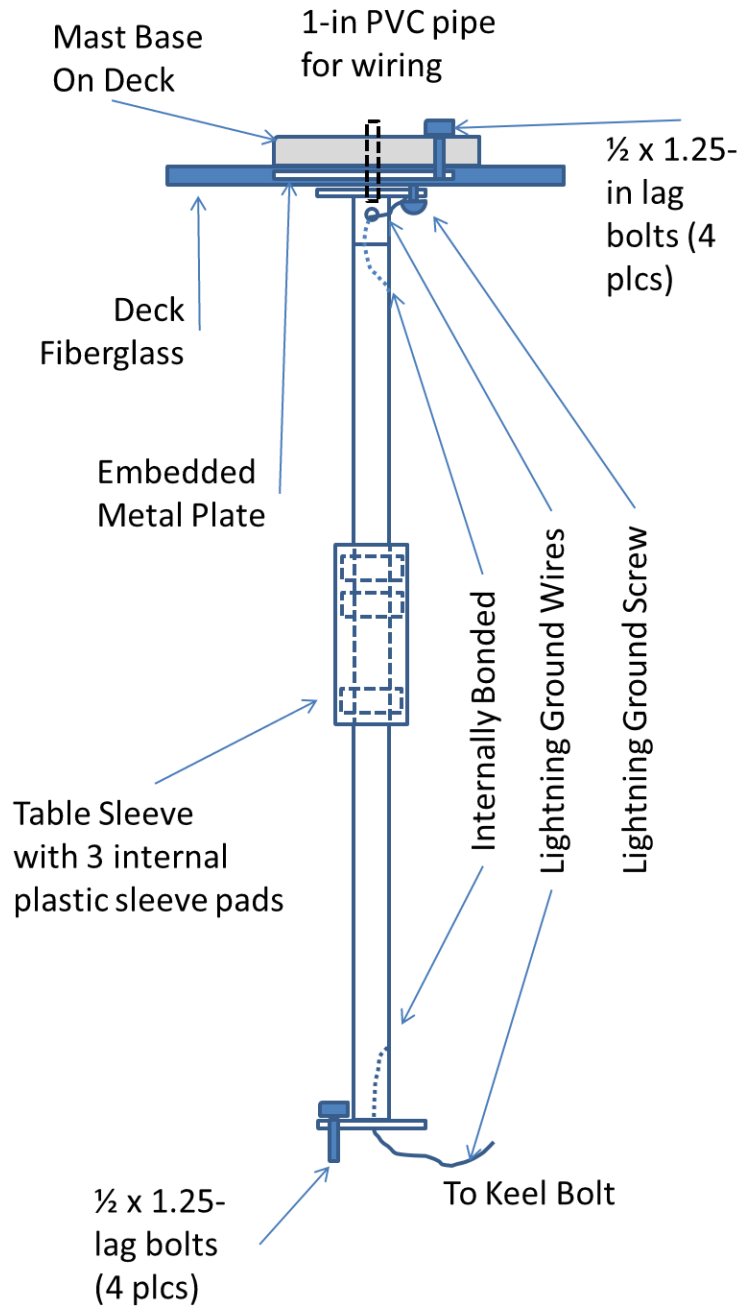 Mast Base
On Deck
1-in PVC pipe
for wiring
½ x 1.25-
in lag
bolts (4
plcs)
Deck
Fiberglass
Embedded
Metal Plate
Internally Bonded
Lightning Ground Wires
Lightning Ground Screw
Table Sleeve
with 3 internal
plastic sleeve pads
To Keel Bolt
½ x 1.25-
lag bolts
(4 plcs)